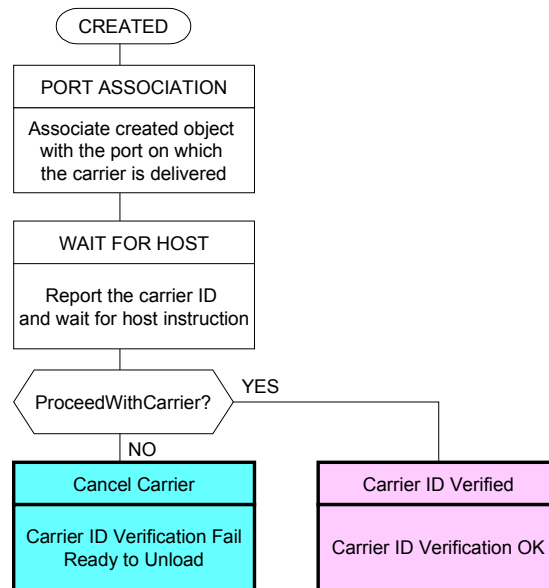 CREATED
PORT ASSOCIATION
Associate created object
with the port on which
the carrier is delivered
WAIT FOR HOST
Report the carrier ID
and wait for host instruction
ProceedWithCarrier?
YES
NO
Cancel Carrier
Carrier ID Verification Fail
Ready to Unload
Carrier ID Verified
Carrier ID Verification OK